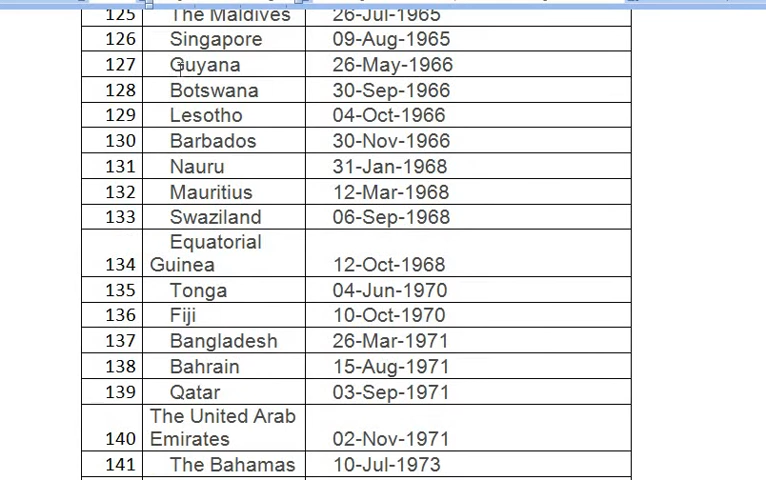 125 The Maldives 26-Jul-1965
126 Singapore 09-Aug-1965
127 Guyana 26-May-1966
128 Botswana 30-Sep-1966
129 Lesotho 04-Oct-1966
130 Barbados 30-Nov-1966
131 Nauru 31-Jan-1968
132 Mauritius 12-Mar-1968
133 Swaziland 06-Sep-1968
Equatorial
134 Guinea 12-Oct-1968
135 Tonga 04-Jun-1970
136 Fiji 10-Oct-1970
137 Bangladesh 26-Mar-1971
138 Bahrain 15-Aug-1971
139 Qatar 03-Sep-1971
The United Arab
140 Emirates 02-Nov-1971
141 The Bahamas 10-Jul-1973